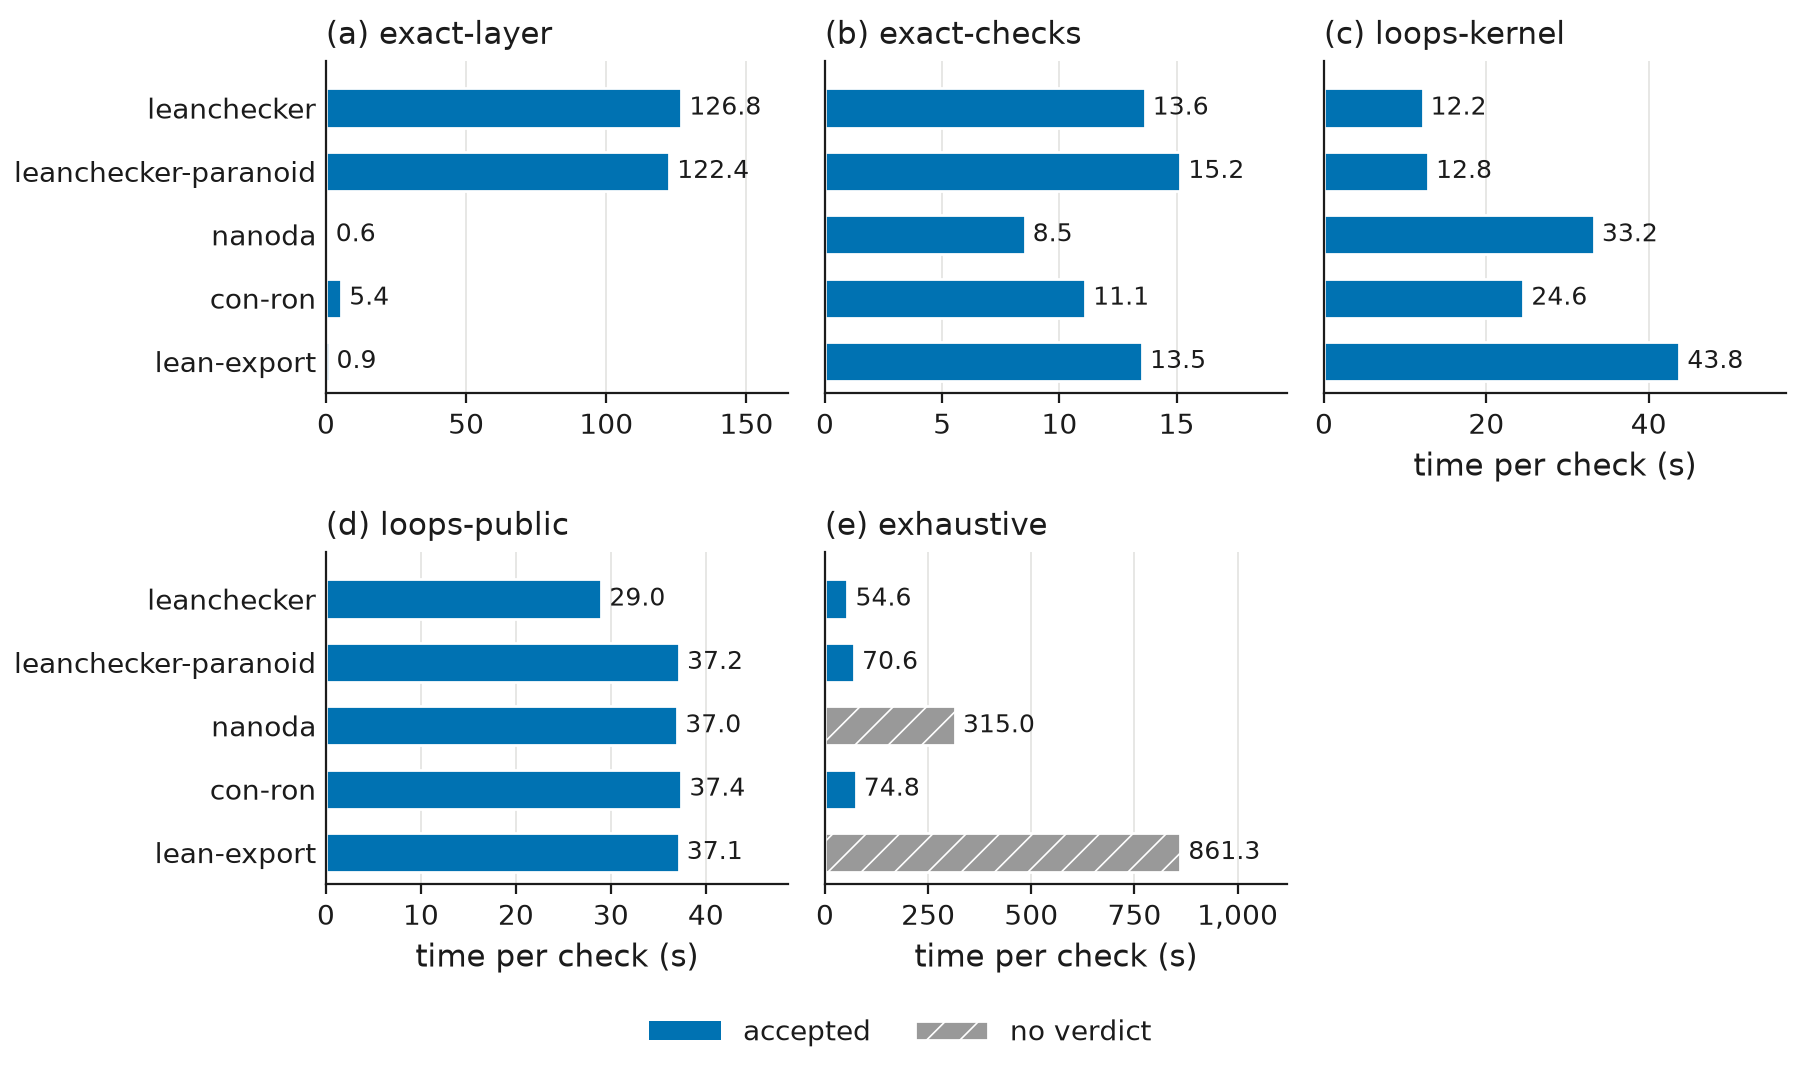 (a) exact-layer
(b) exact-checks
(c) loops-kernel
leanchecker
126.8
13.6
12.2
leanchecker-paranoid
122.4
15.2
12.8
nanoda
0.6
8.5
33.2
con-ron
5.4
11.1
24.6
lean-export
0.9
13.5
43.8
0 50 100 150
0 5 10 15
0 20 40
time per check (s)
(d) loops-public
(e) exhaustive
leanchecker
29.0
54.6
leanchecker-paranoid
37.2
70.6
nanoda
37.0
315.0
con-ron
37.4
74.8
lean-export
37.1
861.3
0 10 20 30 40
0 250 500 750 1,000
time per check (s)
time per check (s)
accepted
no verdict